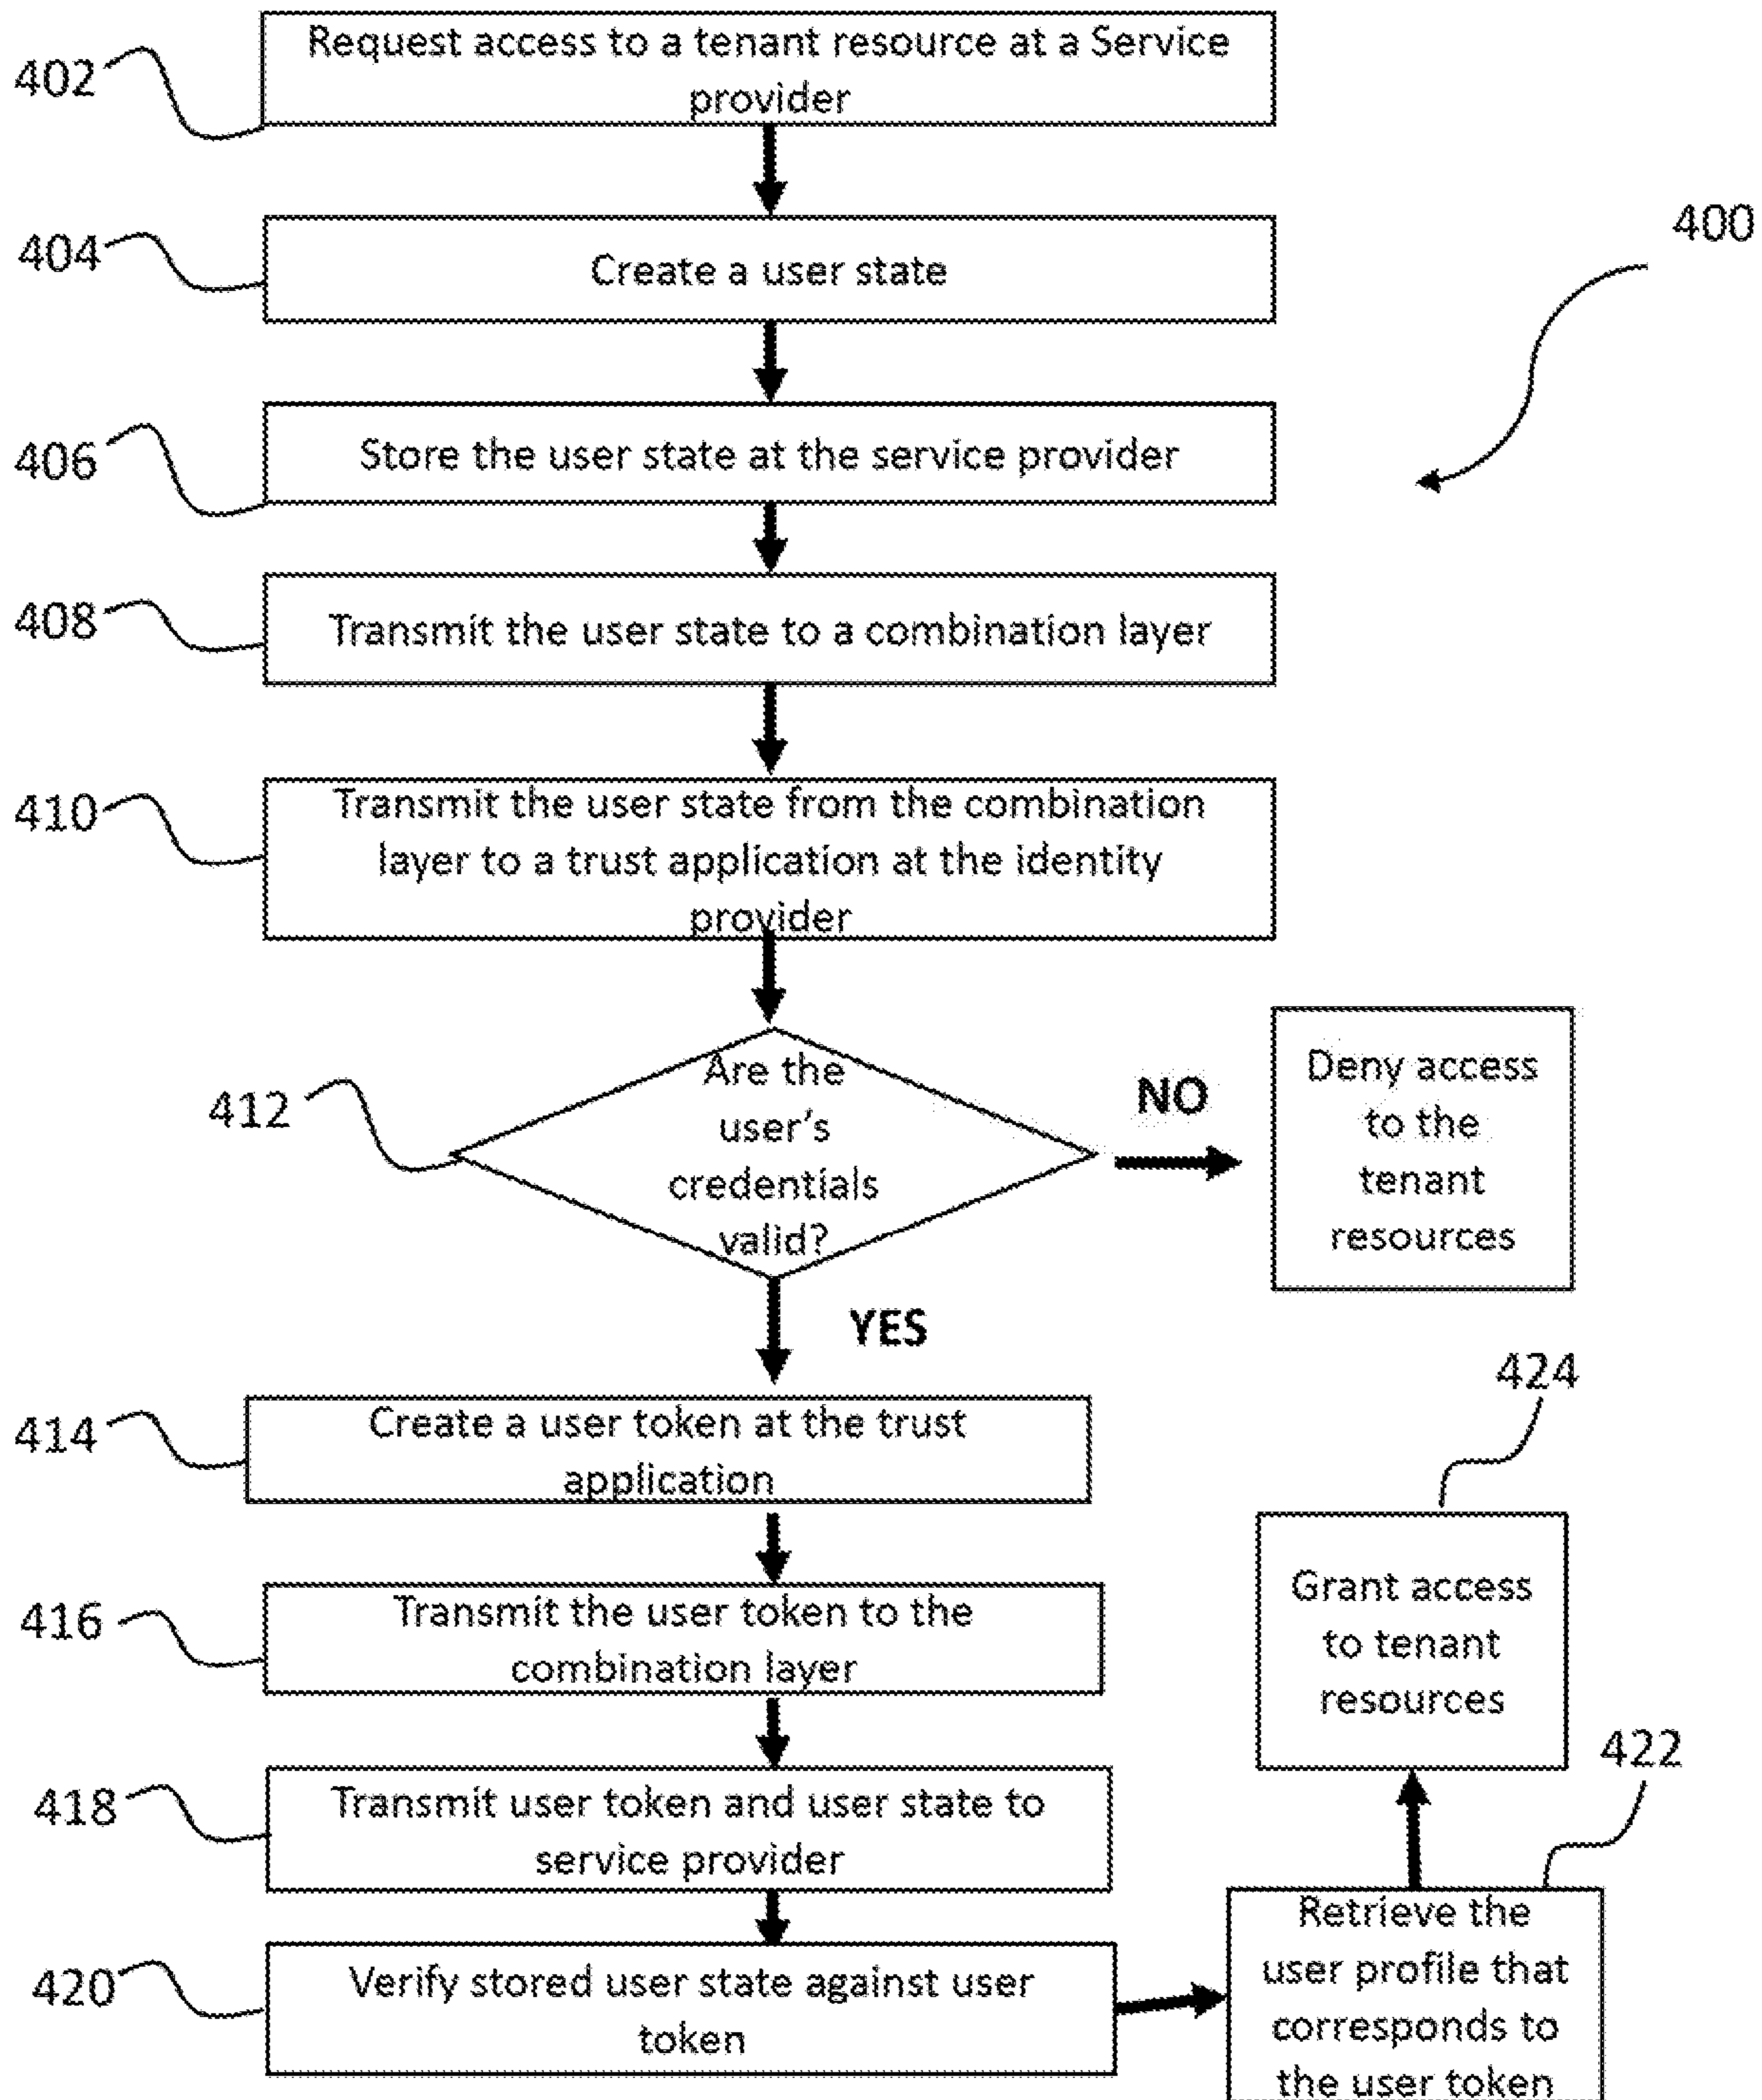 402
Request access to a tenant resource at a Service
provider
400
404
Create a user state
406
Store the user state at the service provider
408
Transmit the user state to a combination layer
410
Transmit the user state from the combination
layer to a trust application at the identity
provider
412
Are the
user's
credentials
valid?
NO
Deny access
to the
tenant
resources
YES
414
Create a user token at the trust
application
416
Transmit the user token to the
combination layer
418
Transmit user token and user state to
service provider
420
Verify stored user state against user
token
422
Retrieve the
user profile that
corresponds to
the user token
424
Grant access
to tenant
resources